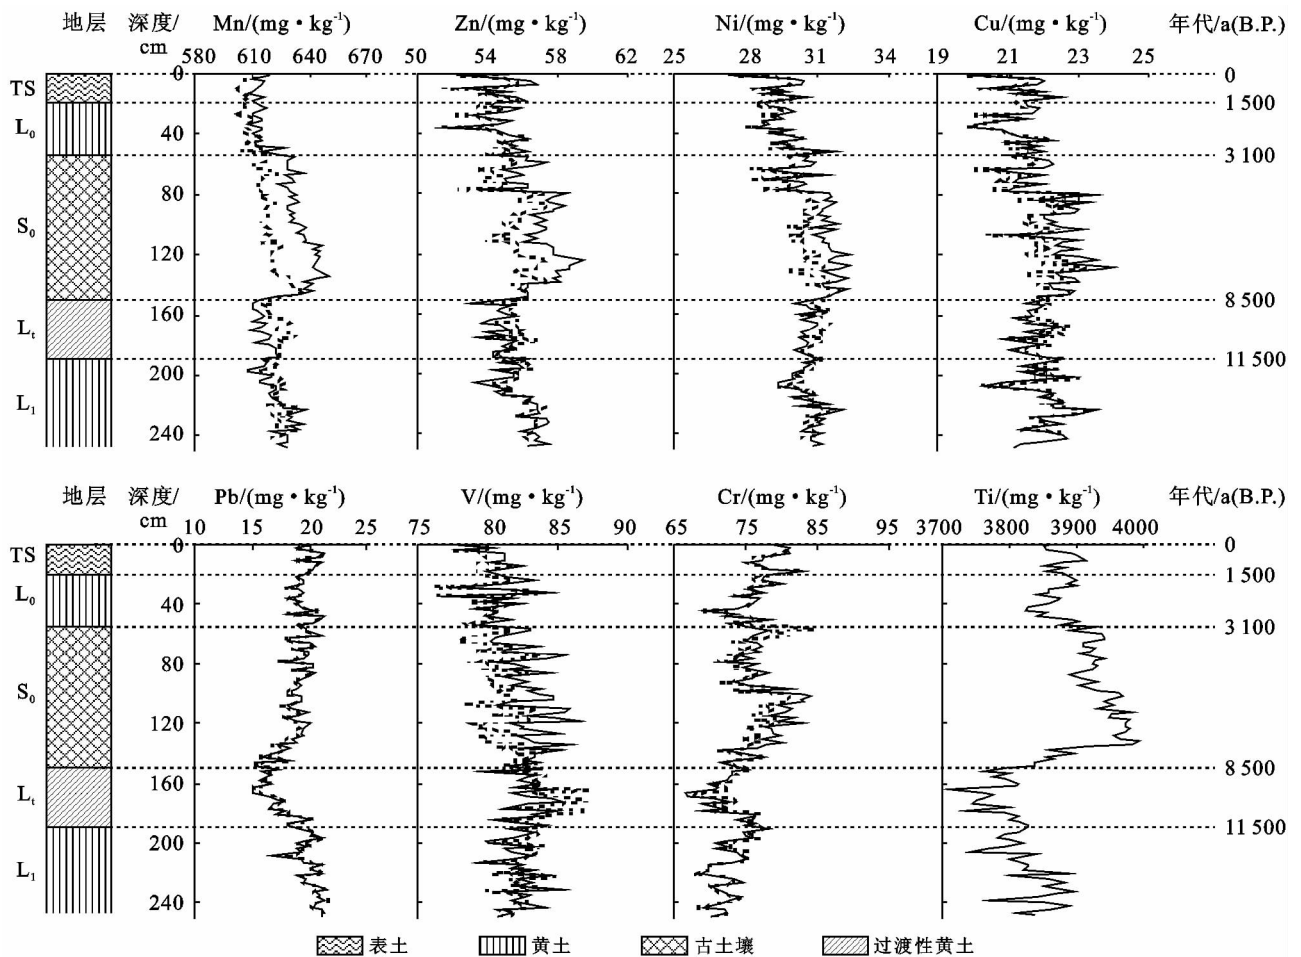 地层 深度/ Mn/(mg·kg⁻¹) Zn/(mg·kg⁻¹) Ni/(mg·kg⁻¹) Cu/(mg·kg⁻¹) 年代/a(B.P.)
cm
580 610 640 670 50 54 58 62 25 28 31 34 19 21 23 25
0 0
TS
1 500
L₀
40
3 100
80
S₀
120
8 500
160
Lₜ
11 500
200
L₁
240
地层 深度/ Pb/(mg·kg⁻¹) V/(mg·kg⁻¹) Cr/(mg·kg⁻¹) Ti/(mg·kg⁻¹) 年代/a(B.P.)
cm
10 15 20 25 75 80 85 90 65 75 85 95 3700 3800 3900 4000
0 0
TS
1 500
L₀
40
3 100
80
S₀
120
8 500
160
Lₜ
11 500
200
L₁
240
表土 黄土 古土壤 过渡性黄土